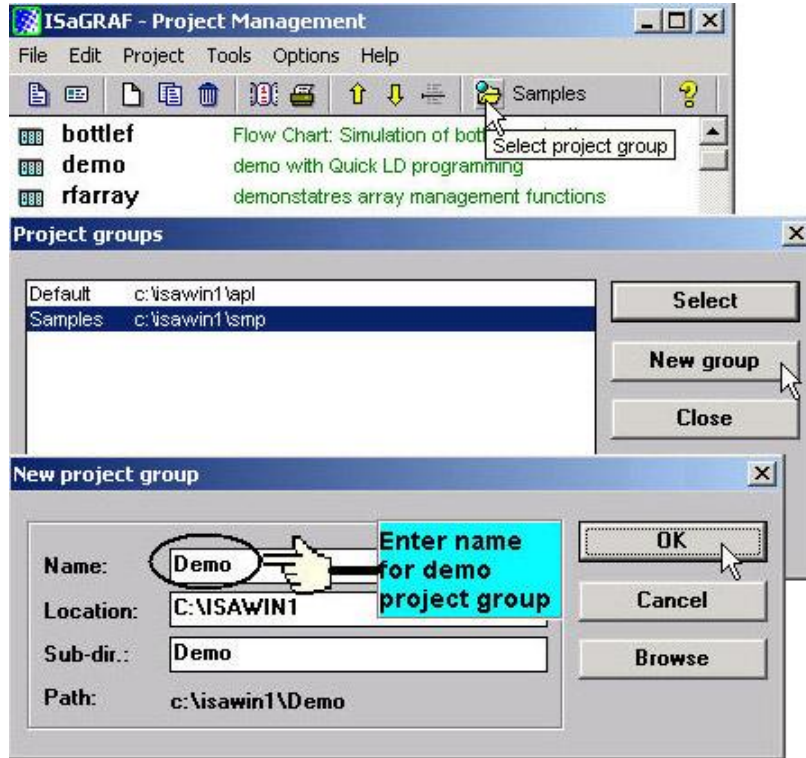 ISaGRAF - Project Management
File Edit Project Tools Options Help
Samples
bottlef Flow Chart: Simulation of
Select project group
demo demo with Quick LD programming
rfarray demonstatres array management functions
Project groups
Default c:\isawin1\apl
Samples c:\isawin1\smp
Select
New group
Close
New project group
Name: Demo
Enter name
for demo
project group
OK
Location: C:\ISAWIN1
Cancel
Sub-dir.: Demo
Browse
Path: c:\isawin1\Demo